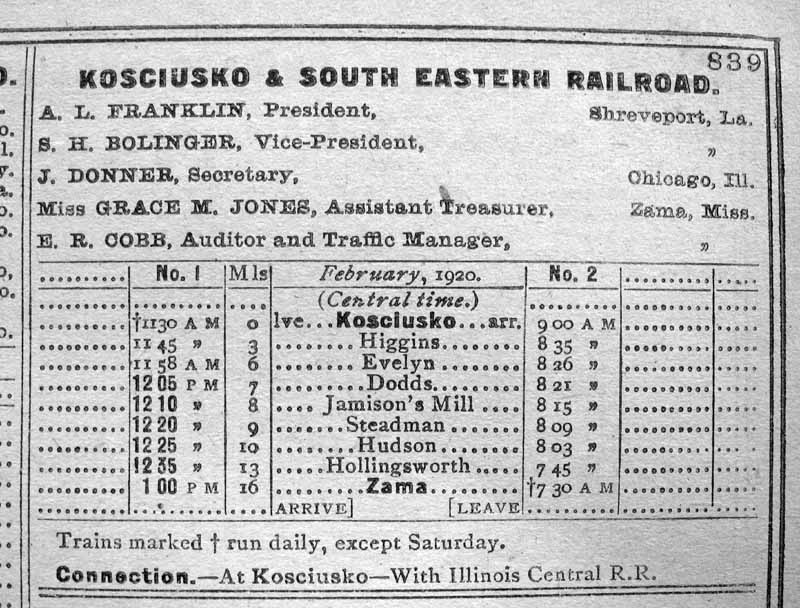 839
KOSCIUSKO & SOUTH EASTERN RAILROAD.
A. L. FRANKLIN, President, Shreveport, La.
S. H. BOLINGER, Vice-President, „
J. DONNER, Secretary, Chicago, Ill.
Miss GRACE M. JONES, Assistant Treasurer, Zama, Miss.
E. R. COBB, Auditor and Traffic Manager, „
No. 1 Mls February, 1920. No. 2
(Central time.)
†11 30 A M 0 lve...Kosciusko...arr. 9 00 A M
11 45 „ 3 Higgins 8 35 „
11 58 A M 6 Evelyn 8 26 „
12 05 P M 7 Dodds 8 21 „
12 10 „ 8 Jamison's Mill 8 15 „
12 20 „ 9 Steadman 8 09 „
12 25 „ 10 Hudson 8 03 „
12 35 „ 13 Hollingsworth 7 45 „
1 00 P M 16 Zama †7 30 A M
ARRIVE] [LEAVE
Trains marked † run daily, except Saturday.
Connection.—At Kosciusko—With Illinois Central R.R.